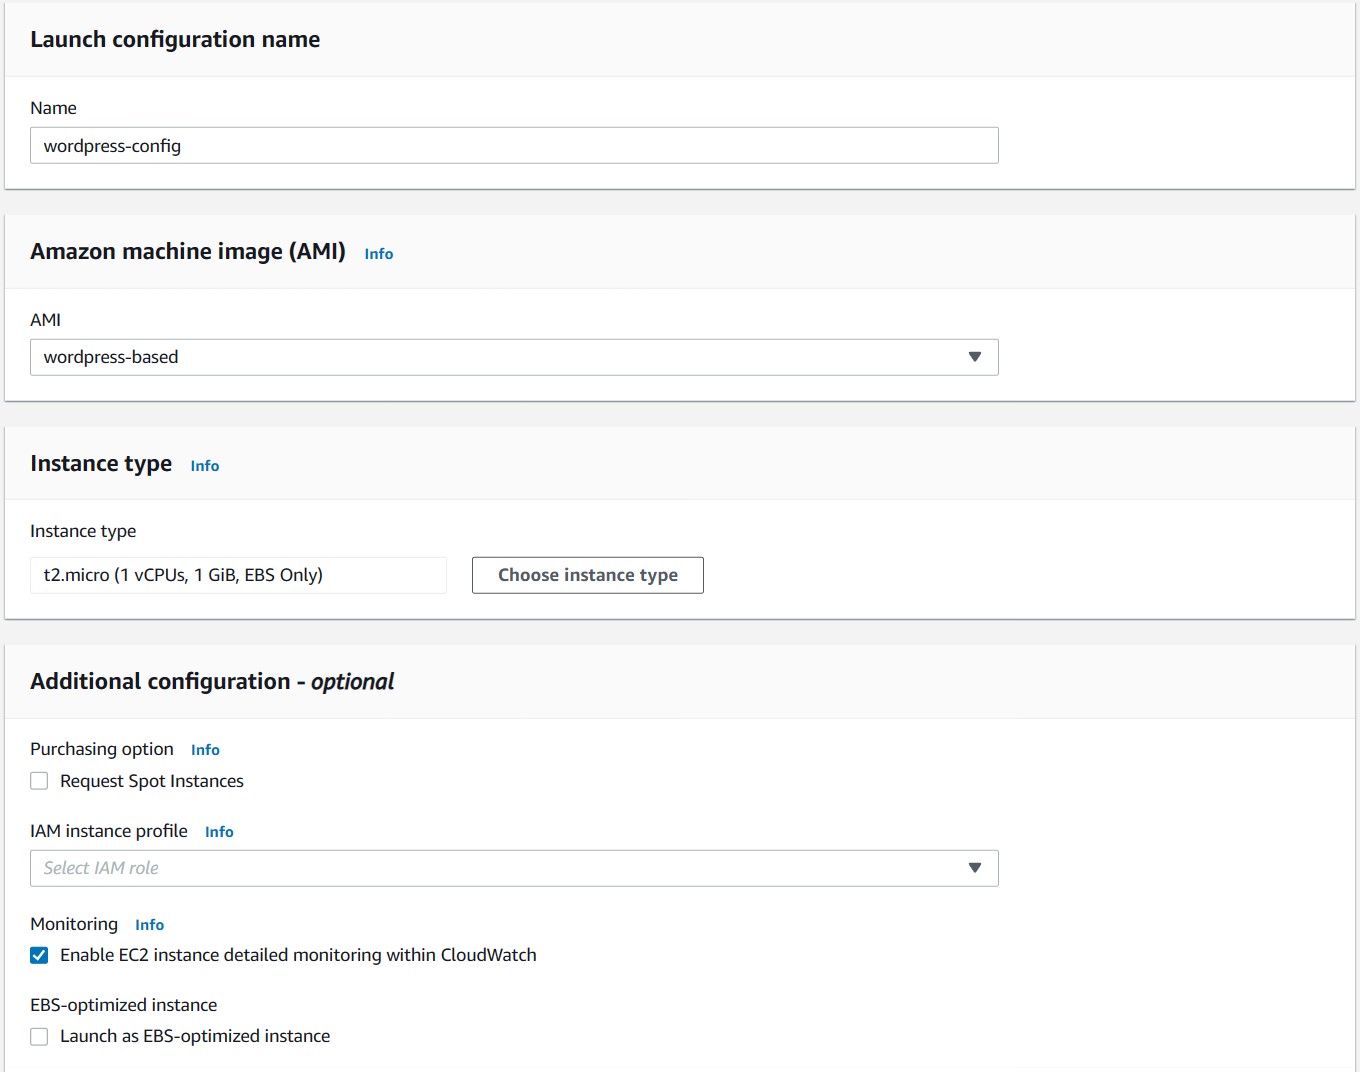 Launch configuration name
Name
wordpress-config
Amazon machine image (AMI) Info
AMI
wordpress-based
Instance type Info
Instance type
t2.micro (1 vCPUs, 1 GiB, EBS Only) Choose instance type
Additional configuration - optional
Purchasing option Info
Request Spot Instances
IAM instance profile Info
Select IAM role
Monitoring Info
Enable EC2 instance detailed monitoring within CloudWatch
EBS-optimized instance
Launch as EBS-optimized instance